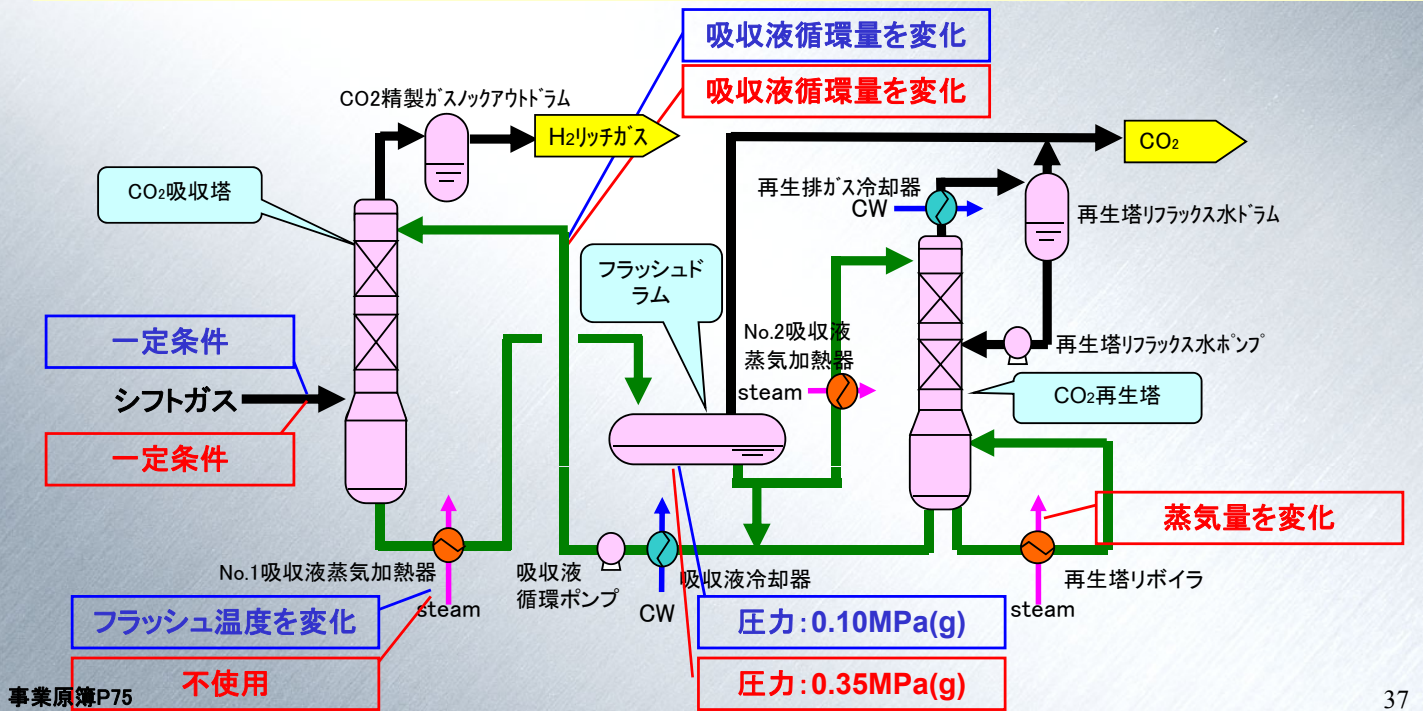 吸収液循環量を変化
吸収液循環量を変化
CO2精製ガスノックアウトドラム
H2リッチガス
CO2
CO2吸収塔
再生排ガス冷却器
CW
再生塔リフラックス水ドラム
フラッシュド
ラム
一定条件
No.2吸収液
蒸気加熱器
steam
再生塔リフラックス水ポンプ
シフトガス
CO2再生塔
一定条件
蒸気量を変化
No.1吸収液蒸気加熱器
steam
吸収液
循環ポンプ
吸収液冷却器
CW
再生塔リボイラ
steam
フラッシュ温度を変化
圧力:0.10MPa(g)
不使用
圧力:0.35MPa(g)
事業原簿P75
37